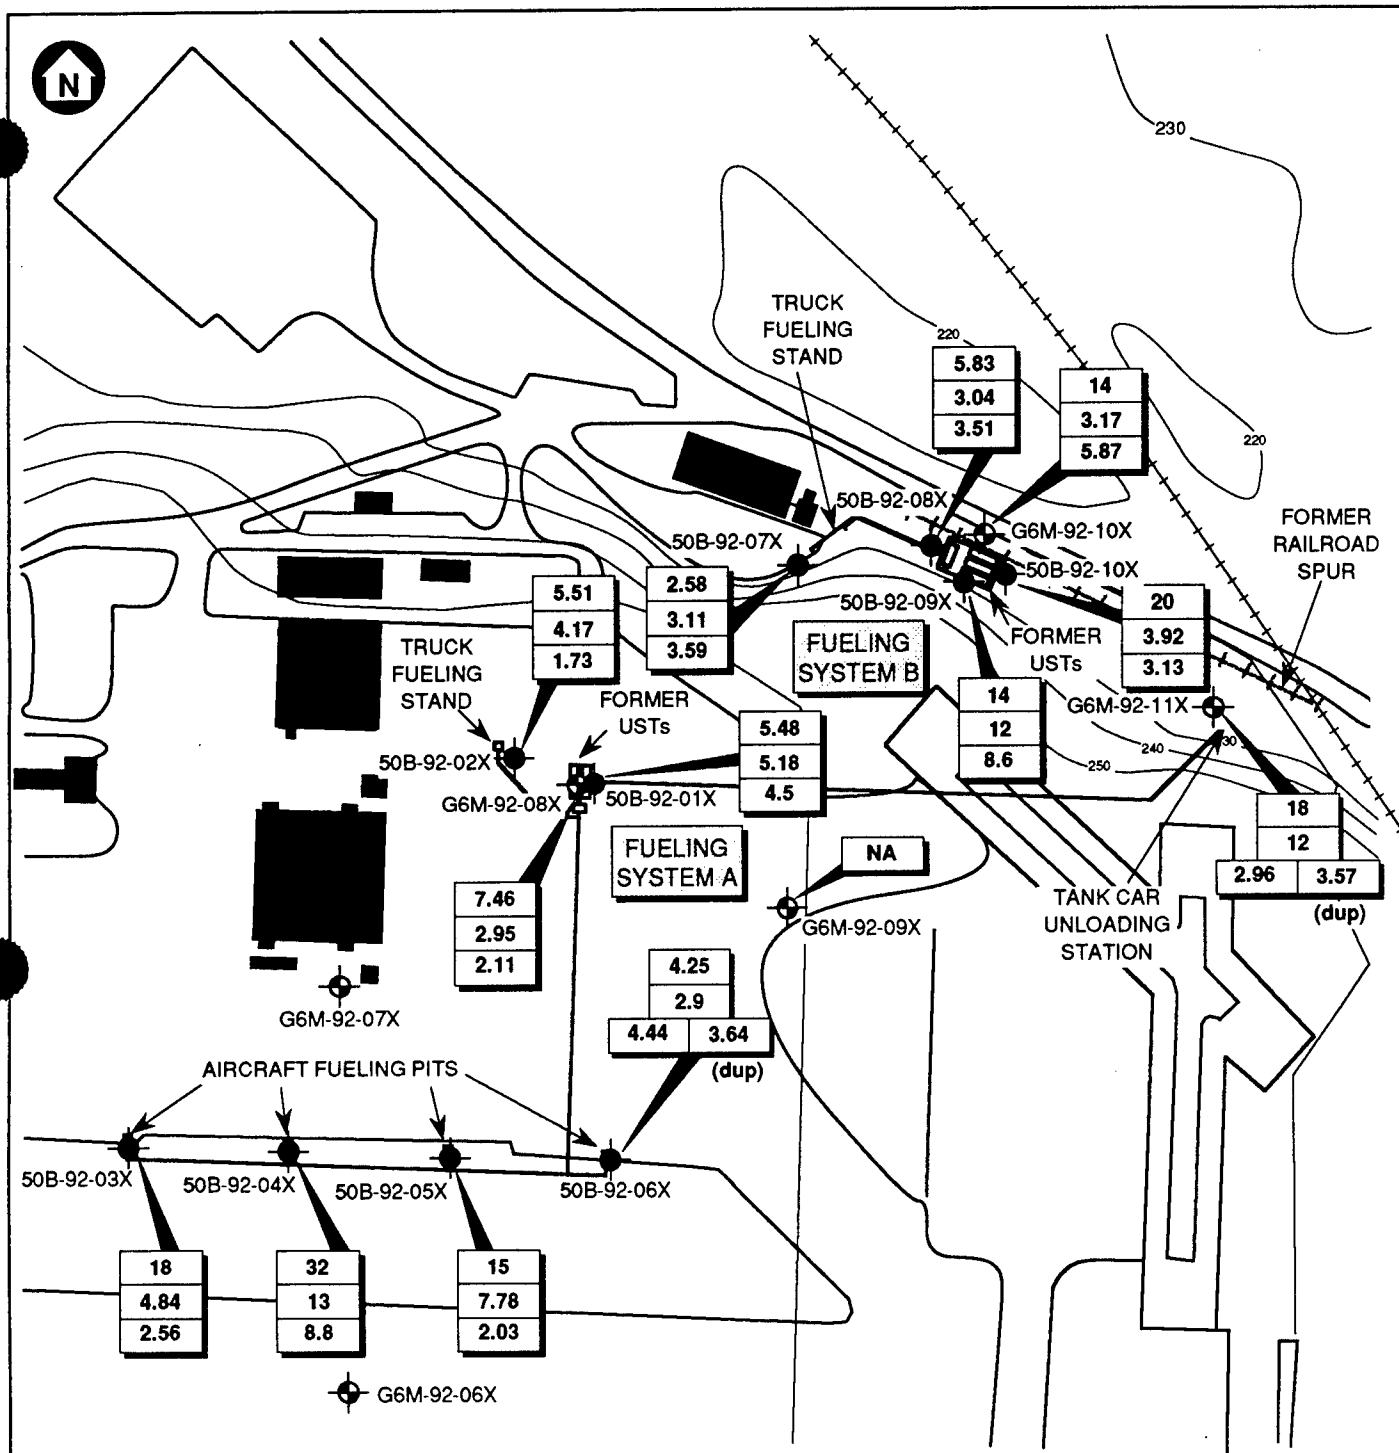 N
230
TRUCK
FUELING
STAND
220
5.83
3.04
3.51
14
3.17
5.87
220
50B-92-08X
G6M-92-10X
FORMER
RAILROAD
SPUR
50B-92-07X
50B-92-10X
50B-92-09X
5.51
4.17
1.73
2.58
3.11
3.59
20
3.92
3.13
FUELING
SYSTEM B
FORMER
USTs
TRUCK
FUELING
STAND
FORMER
USTs
14
12
8.6
G6M-92-11X
5.48
5.18
4.5
240
30
250
50B-92-02X
G6M-92-08X
50B-92-01X
18
12
2.96 3.57
(dup)
FUELING
SYSTEM A
NA
7.46
2.95
2.11
G6M-92-09X
TANK CAR
UNLOADING
STATION
4.25
2.9
4.44 3.64
(dup)
G6M-92-07X
AIRCRAFT FUELING PITS
50B-92-03X
50B-92-04X
50B-92-05X
50B-92-06X
18
4.84
2.56
32
13
8.8
15
7.78
2.03
G6M-92-06X